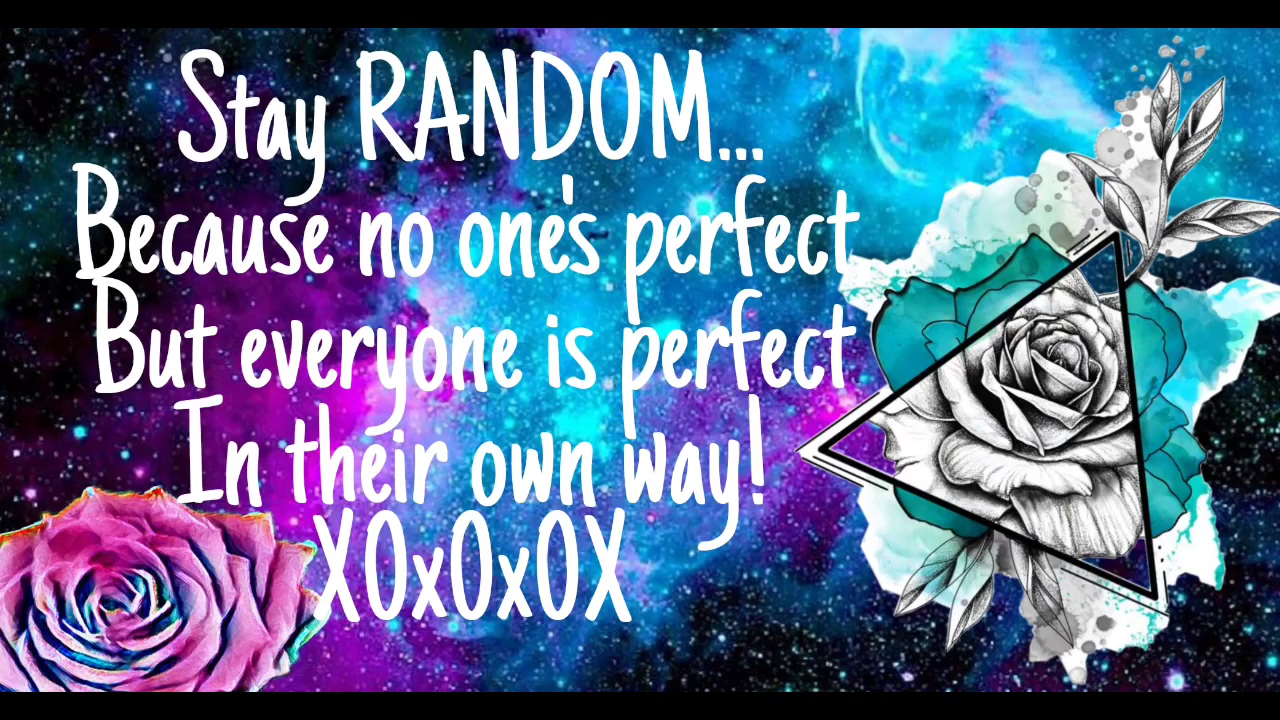 Stay RANDOM...
Because no one's perfect
But everyone is perfect
In their own way!
XOxOxOX